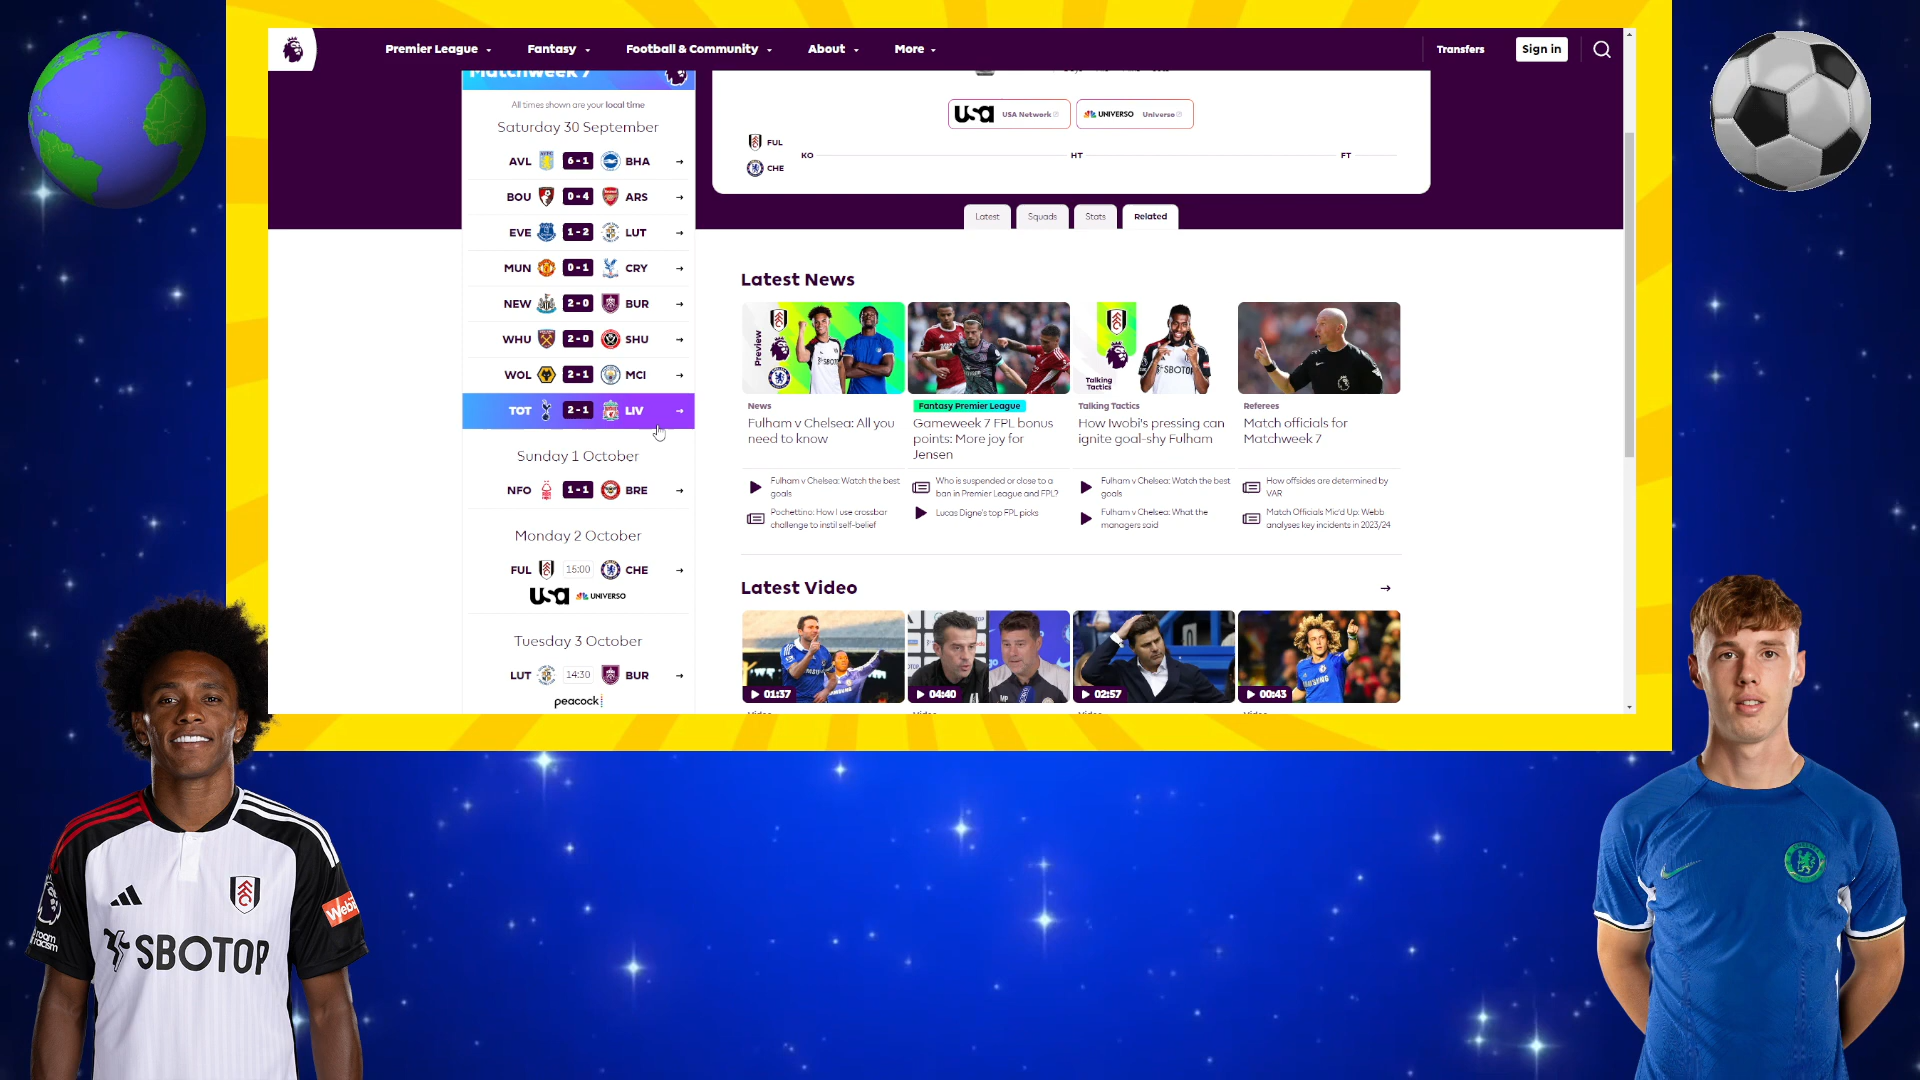 Premier League
Fantasy
Football & Community
About
More
Transfers
Sign in
Matchweek 7
All times shown are your local time
Saturday 30 September
AVL 6 - 1 BHA
BOU 0 - 4 ARS
EVE 1 - 2 LUT
MUN 0 - 1 CRY
NEW 2 - 0 BUR
WHU 2 - 0 SHU
WOL 2 - 1 MCI
TOT 2 - 1 LIV
Sunday 1 October
NFO 1 - 1 BRE
Monday 2 October
FUL 15:00 CHE
usa UNIVERSO
Tuesday 3 October
LUT 14:30 BUR
peacock
usa USA Network
UNIVERSO Universo
FUL
CHE
KO
HT
FT
Latest
Squads
Stats
Related
Latest News
Preview
SBOTOP
Talking
Tactics
SBOTOP
News
Fulham v Chelsea: All you
need to know
Fulham v Chelsea: Watch the best
goals
Pochettino: How I use crossbar
challenge to instil self-belief
Fantasy Premier League
Gameweek 7 FPL bonus
points: More joy for
Jensen
Who is suspended or close to a
ban in Premier League and FPL?
Lucas Digne's top FPL picks
Talking Tactics
How Iwobi's pressing can
ignite goal-shy Fulham
Fulham v Chelsea: Watch the best
goals
Fulham v Chelsea: What the
managers said
Referees
Match officials for
Matchweek 7
How offsides are determined by
VAR
Match Officials Mic'd Up: Webb
analyses key incidents in 2023/24
Latest Video
01:37
04:40
02:57
00:43
room
racism
SBOTOP